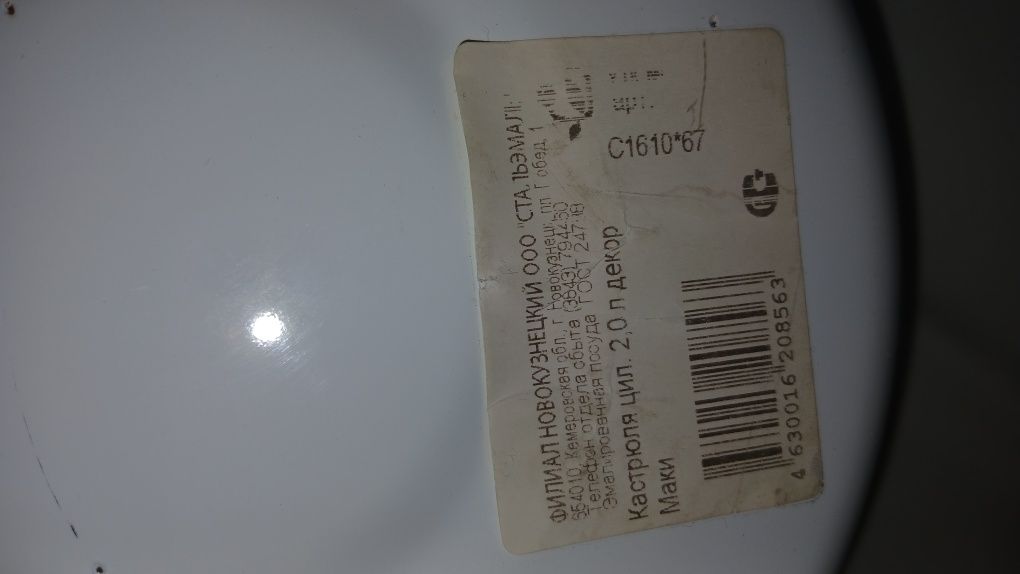 ФИЛИАЛ НОВОКУЗНЕЦКИЙ ООО "СТАЛЬЭМАЛЬ"
654010, Кемеровская обл., г. Новокузнецк, пл. Побед, 1
Телефон отдела сбыта (3843) 794250
Эмалированная посуда ГОСТ 24788
Кастрюля цил. 2,0 л декор
С1610*67
Маки
4 630016 208563